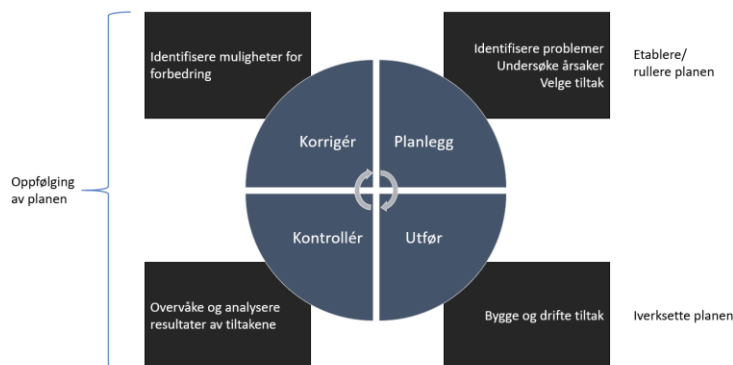 Identifisere muligheter for
forbedring
Identifisere problemer
Undersøke årsaker
Velge tiltak
Etablere/
rullere planen
Korrigér
Planlegg
Oppfølging
av planen
Kontrollér
Utfør
Overvåke og analysere
resultater av tiltakene
Bygge og drifte tiltak
Iverksette planen